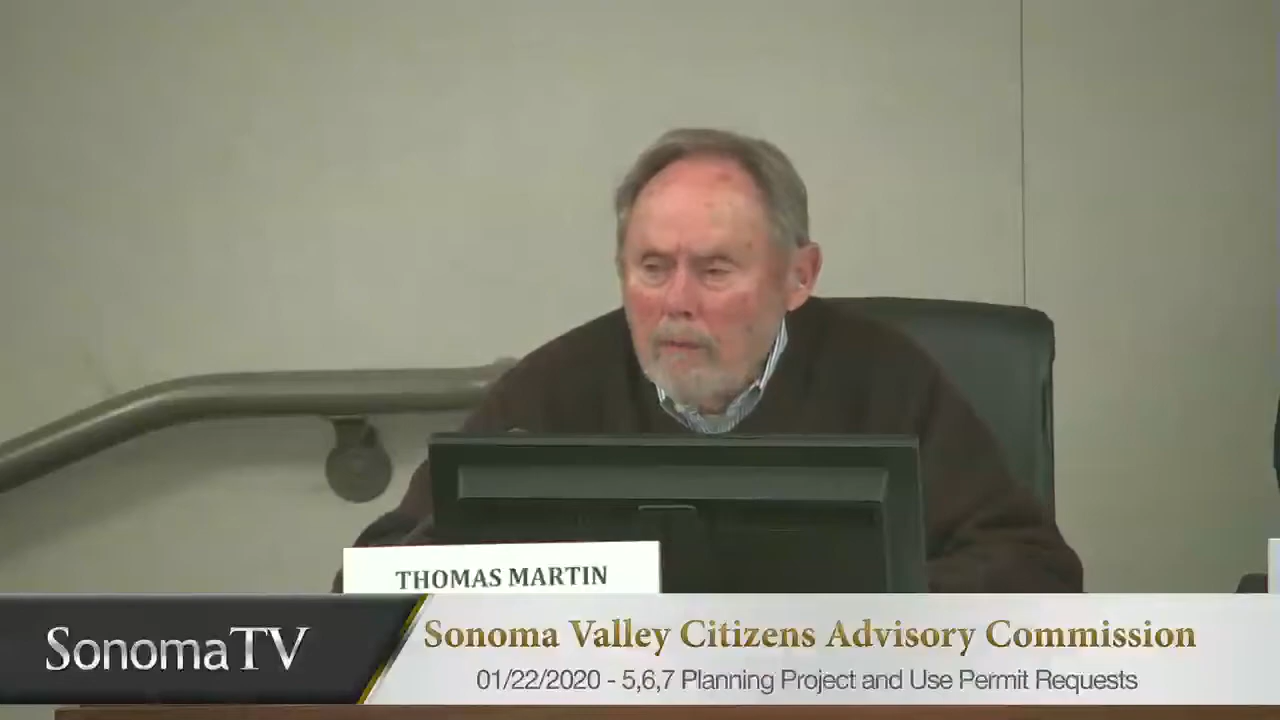 THOMAS MARTIN
SonomaTV
Sonoma Valley Citizens Advisory Commission
01/22/2020 - 5,6,7 Planning Project and Use Permit Requests